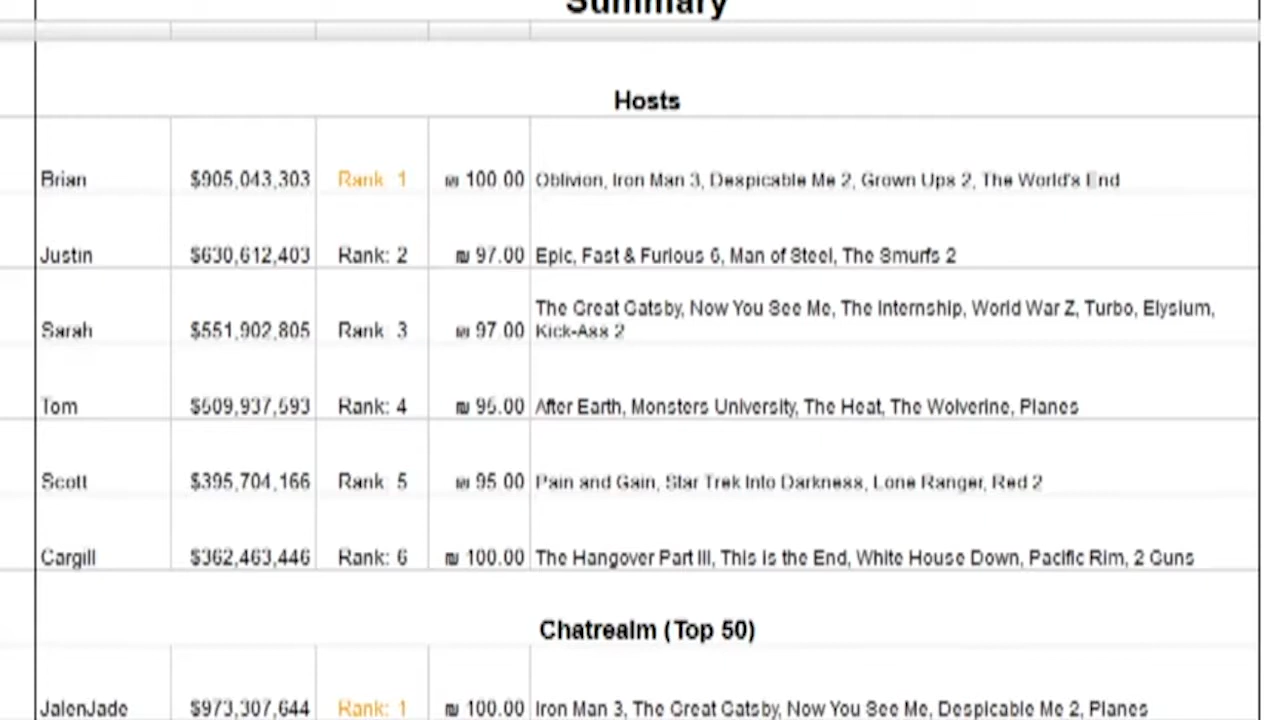 Summary
Hosts
Brian $905,043,303 Rank: 1 ₪ 100.00 Oblivion, Iron Man 3, Despicable Me 2, Grown Ups 2, The World's End
Justin $630,612,403 Rank: 2 ₪ 97.00 Epic, Fast & Furious 6, Man of Steel, The Smurfs 2
The Great Gatsby, Now You See Me, The Internship, World War Z, Turbo, Elysium,
Sarah $551,902,805 Rank: 3 ₪ 97.00 Kick-Ass 2
Tom $509,937,593 Rank: 4 ₪ 95.00 After Earth, Monsters University, The Heat, The Wolverine, Planes
Scott $395,704,166 Rank: 5 ₪ 95.00 Pain and Gain, Star Trek Into Darkness, Lone Ranger, Red 2
Cargill $362,463,446 Rank: 6 ₪ 100.00 The Hangover Part III, This is the End, White House Down, Pacific Rim, 2 Guns
Chatrealm (Top 50)
JalenJade $973,307,644 Rank: 1 ₪ 100.00 Iron Man 3, The Great Gatsby, Now You See Me, Despicable Me 2, Planes